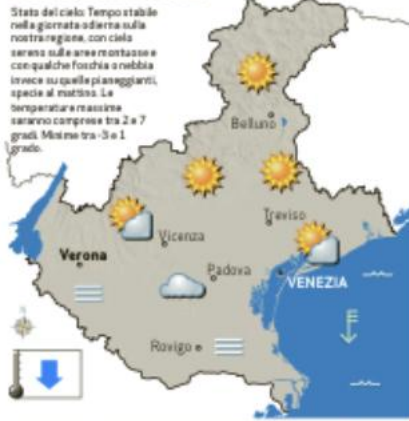 Stato del cielo: Tempo stabile
nella giornata odierna sulla
nostra regione, con cielo
sereno sulle aree montuose e
con qualche foschia o nebbia
invece su quelle pianeggianti,
specie al mattino. Le
temperature massime
saranno comprese tra 2 e 7
gradi. Minime tra -3 e 1
grado.
Belluno
Treviso
Vicenza
Verona
Padova
VENEZIA
Rovigo